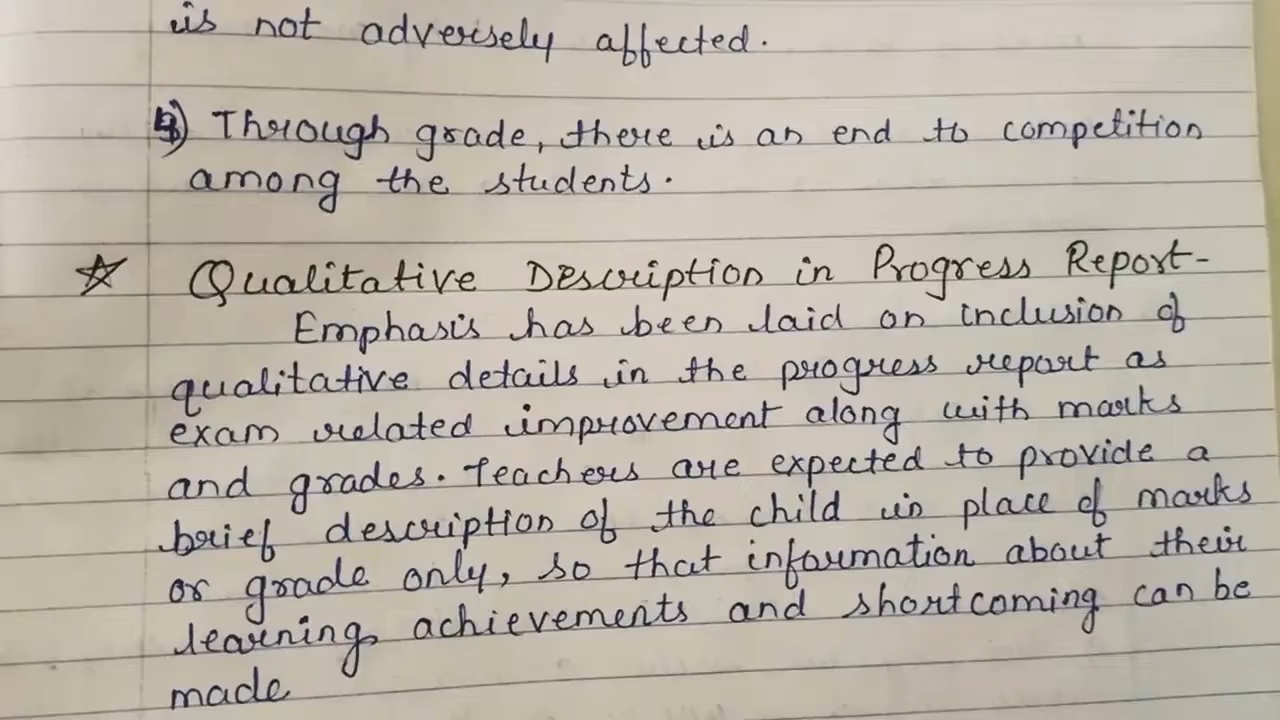 is not adversely affected.
4) Through grade, there is an end to competition
among the students.
☆ Qualitative Description in Progress Report-
Emphasis has been laid on inclusion of
qualitative details in the progress report as
exam related improvement along with marks
and grades. Teachers are expected to provide a
brief description of the child in place of marks
or grade only, so that information about their
learning, achievements and shortcoming can be
made